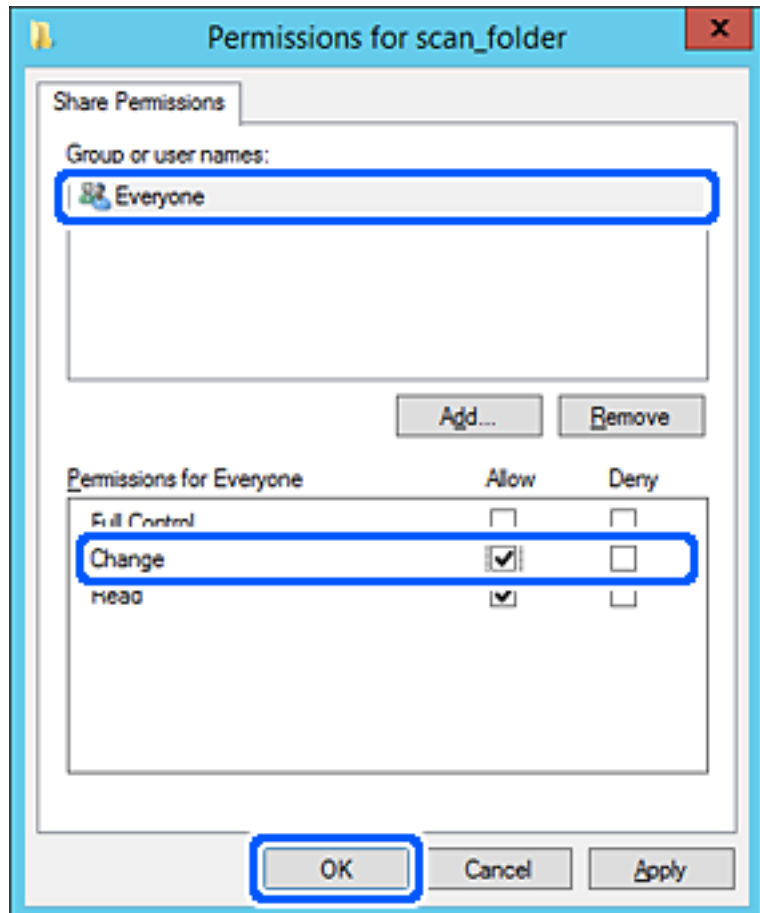 Permissions for scan_folder
x
Share Permissions
Group or user names:
Everyone
Add... Remove
Permissions for Everyone Allow Deny
Full Control
Change
Read
OK Cancel Apply